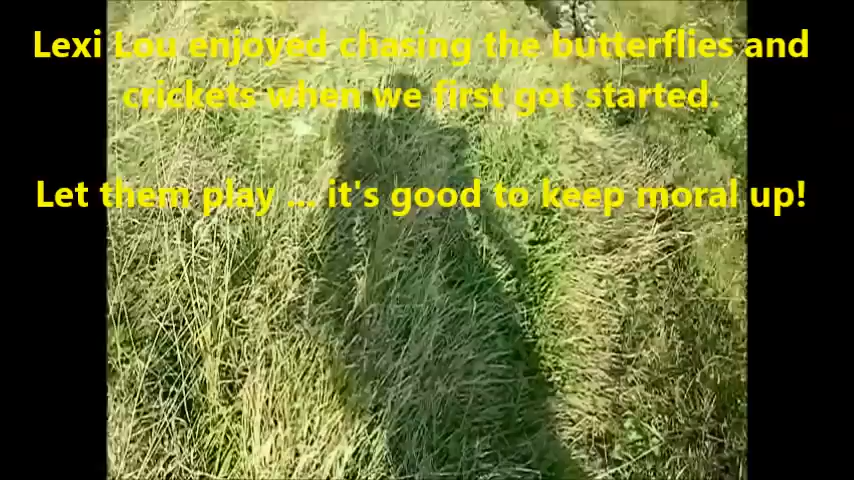 Lexi Lou enjoyed chasing the butterflies and
crickets when we first got started.
Let them play ... it's good to keep moral up!